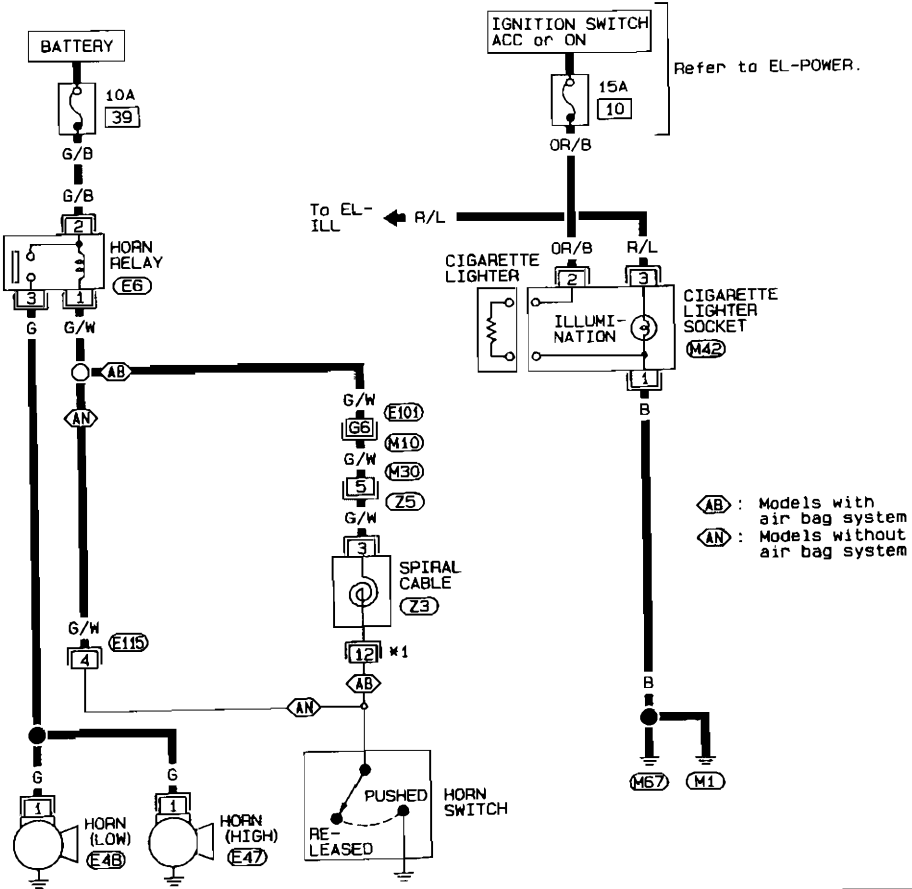 BATTERY
10A
39
G/B
G/B
2
HORN
RELAY
E6
3
1
G
G/W
AB
AN
G/W
E101
G6
M10
G/W
M30
5
Z5
G/W
3
SPIRAL
CABLE
Z3
12
*1
AB
G/W
E115
4
AN
G
1
HORN
(LOW)
E48
G
1
HORN
(HIGH)
E47
PUSHED
RE-
LEASED
HORN
SWITCH
IGNITION SWITCH
ACC or ON
Refer to EL-POWER.
15A
10
OR/B
To EL-
ILL
R/L
OR/B
R/L
CIGARETTE
LIGHTER
2
3
ILLUMI-
NATION
CIGARETTE
LIGHTER
SOCKET
M42
1
B
AB : Models with
air bag system
AN : Models without
air bag system
B
M67
M1